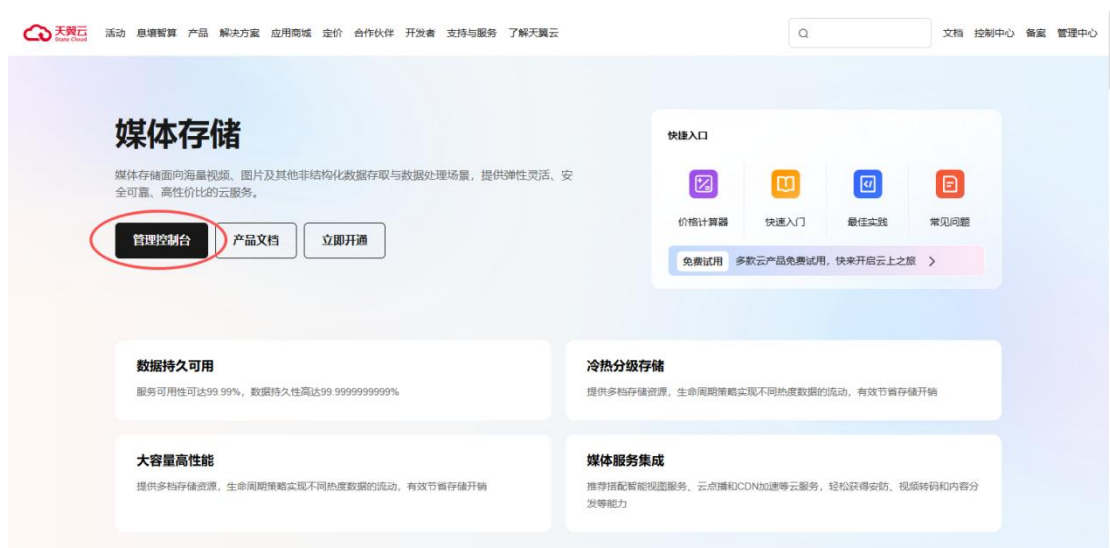 天翼云
State Cloud
活动 息壤智算 产品 解决方案 应用商城 定价 合作伙伴 开发者 支持与服务 了解天翼云
文档 控制中心 备案 管理中心
媒体存储
媒体存储面向海量视频、图片及其他非结构化数据存取与数据处理场景，提供弹性灵活、安
全可靠、高性价比的云服务。
管理控制台 产品文档 立即开通
快捷入口
价格计算器 快速入门 最佳实践 常见问题
免费试用 多款云产品免费试用，快来开启云上之旅
数据持久可用
服务可用性可达99.99%，数据持久性高达99.9999999999%
冷热分级存储
提供多档存储资源，生命周期策略实现不同热度数据的流动，有效节省存储开销
大容量高性能
提供多档存储资源，生命周期策略实现不同热度数据的流动，有效节省存储开销
媒体服务集成
推荐搭配智能视图服务、云点播和CDN加速等云服务，轻松获得安防、视频转码和内容分
发等能力